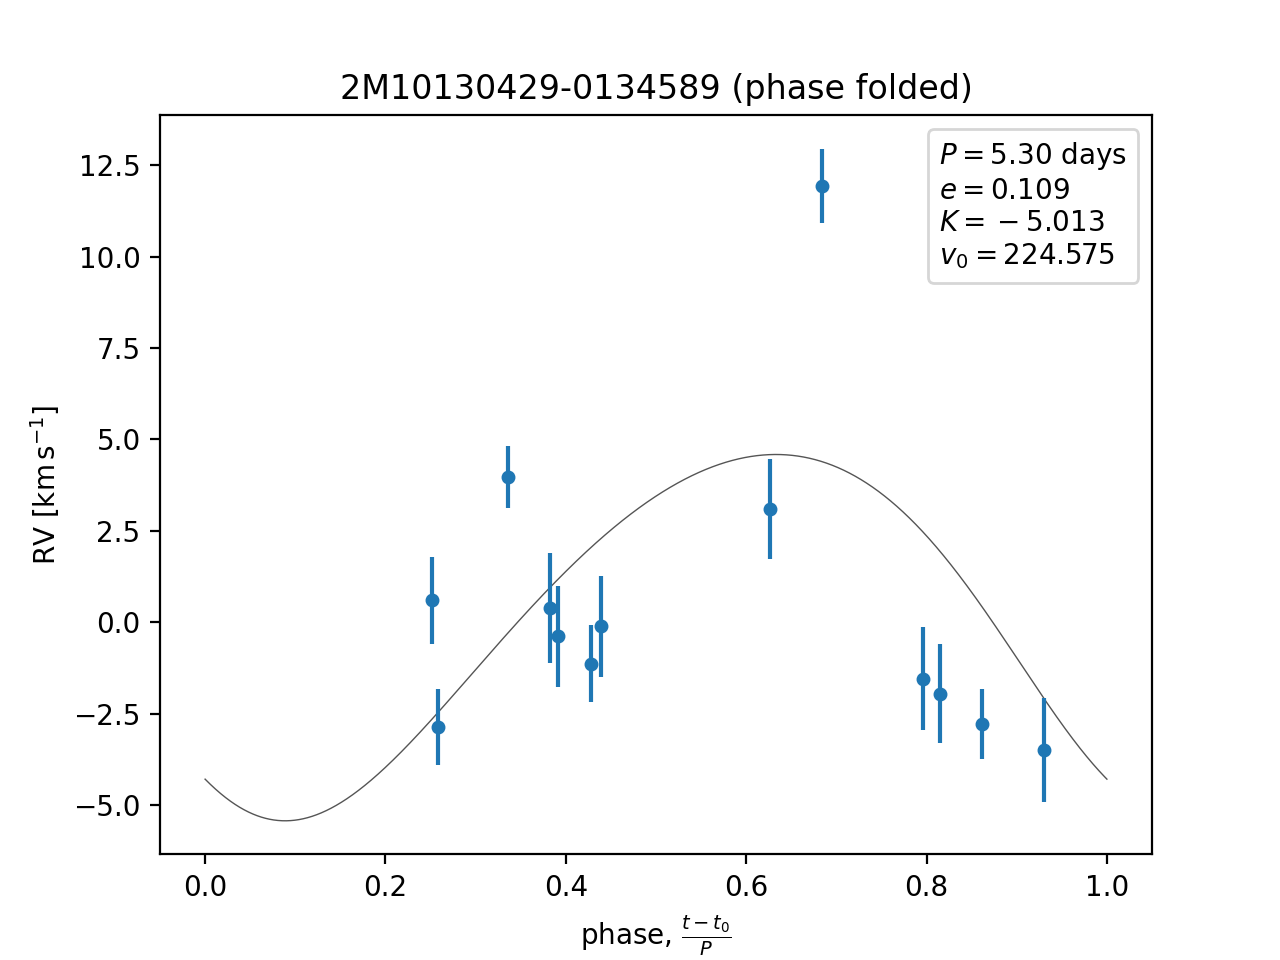 2M10130429-0134589 (phase folded)
P = 5.30 days
e = 0.109
K = −5.013
v₀ = 224.575
12.5
10.0
7.5
5.0
2.5
0.0
−2.5
−5.0
RV [km s⁻¹]
0.0 0.2 0.4 0.6 0.8 1.0
phase, (t − t₀)/P